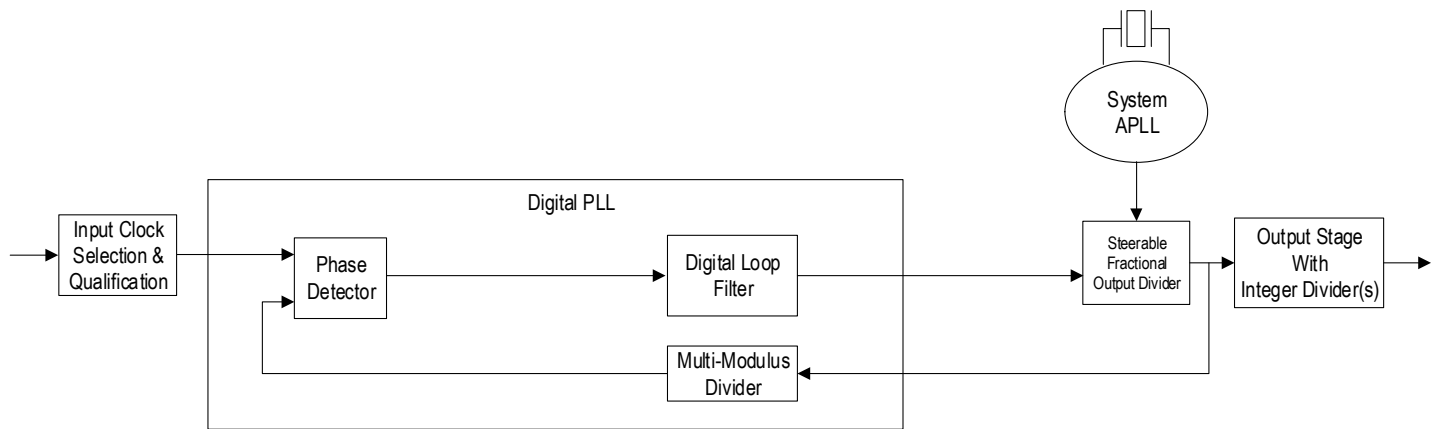 System
APLL
Digital PLL
Input Clock
Selection &
Qualification
Phase
Detector
Digital Loop
Filter
Steerable
Fractional
Output Divider
Output Stage
With
Integer Divider(s)
Multi-Modulus
Divider